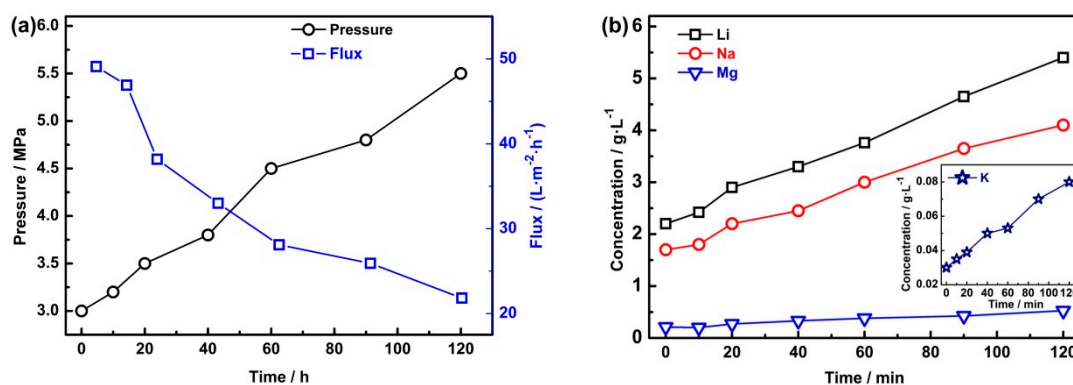 (a)
Pressure
Flux
6.0
5.5
5.0
4.5
4.0
3.5
3.0
Pressure / MPa
50
40
30
20
Flux / (L·m⁻²·h⁻¹)
0 20 40 60 80 100 120
Time / h
(b)
Li
Na
Mg
6
5
4
3
2
1
0
Concentration / g·L⁻¹
K
0.08
0.06
0.04
0.02
Concentration / g·L⁻¹
0 20 40 60 80 100 120
Time / min
0 20 40 60 80 100 120
Time / min